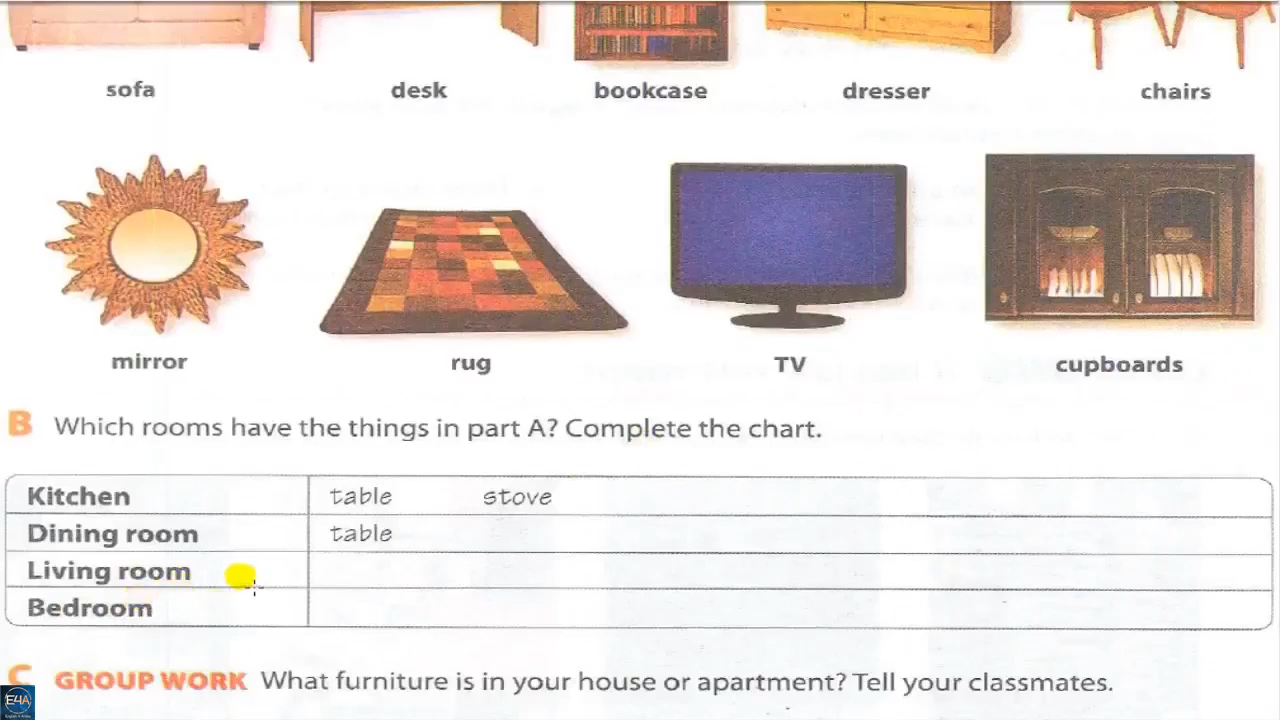 sofa desk bookcase dresser chairs
mirror rug TV cupboards
B Which rooms have the things in part A? Complete the chart.
Kitchen table stove
Dining room table
Living room
Bedroom
C GROUP WORK What furniture is in your house or apartment? Tell your classmates.
E4A